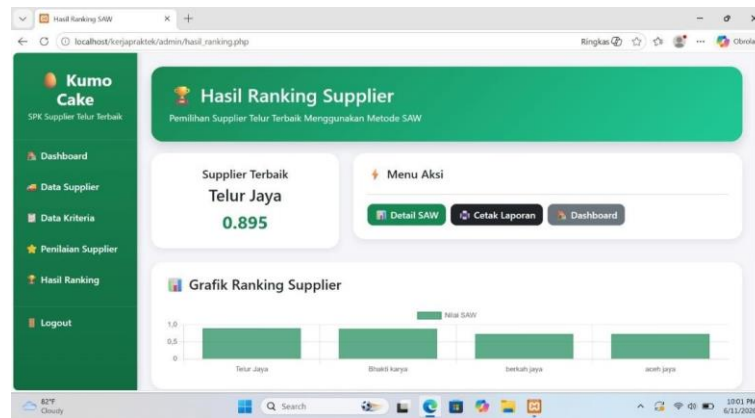 Hasil Ranking SAW
localhost/kerjapraktek/admin/hasil_ranking.php
Ringkas
Kumo
Cake
SPK Supplier Telur Terbaik
Dashboard
Data Supplier
Data Kriteria
Penilaian Supplier
Hasil Ranking
Logout
Hasil Ranking Supplier
Pemilihan Supplier Telur Terbaik Menggunakan Metode SAW
Supplier Terbaik
Telur Jaya
0.895
Menu Aksi
Detail SAW
Cetak Laporan
Dashboard
Grafik Ranking Supplier
Nilai SAW
1,0
0,5
0
Telur Jaya
Bhakti karya
berkah jaya
aceh jaya
82°F
Cloudy
Search
10:01 PM